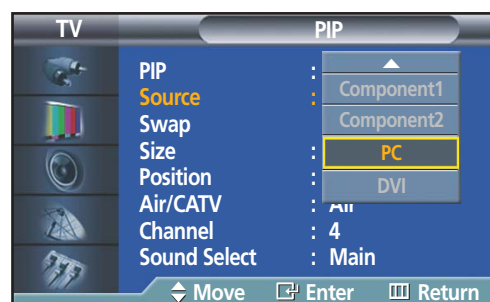 TV PIP
PIP :
Source :
Swap
Size :
Position :
Air/CATV : Air
Channel : 4
Sound Select : Main
Component1
Component2
PC
DVI
Move Enter Return